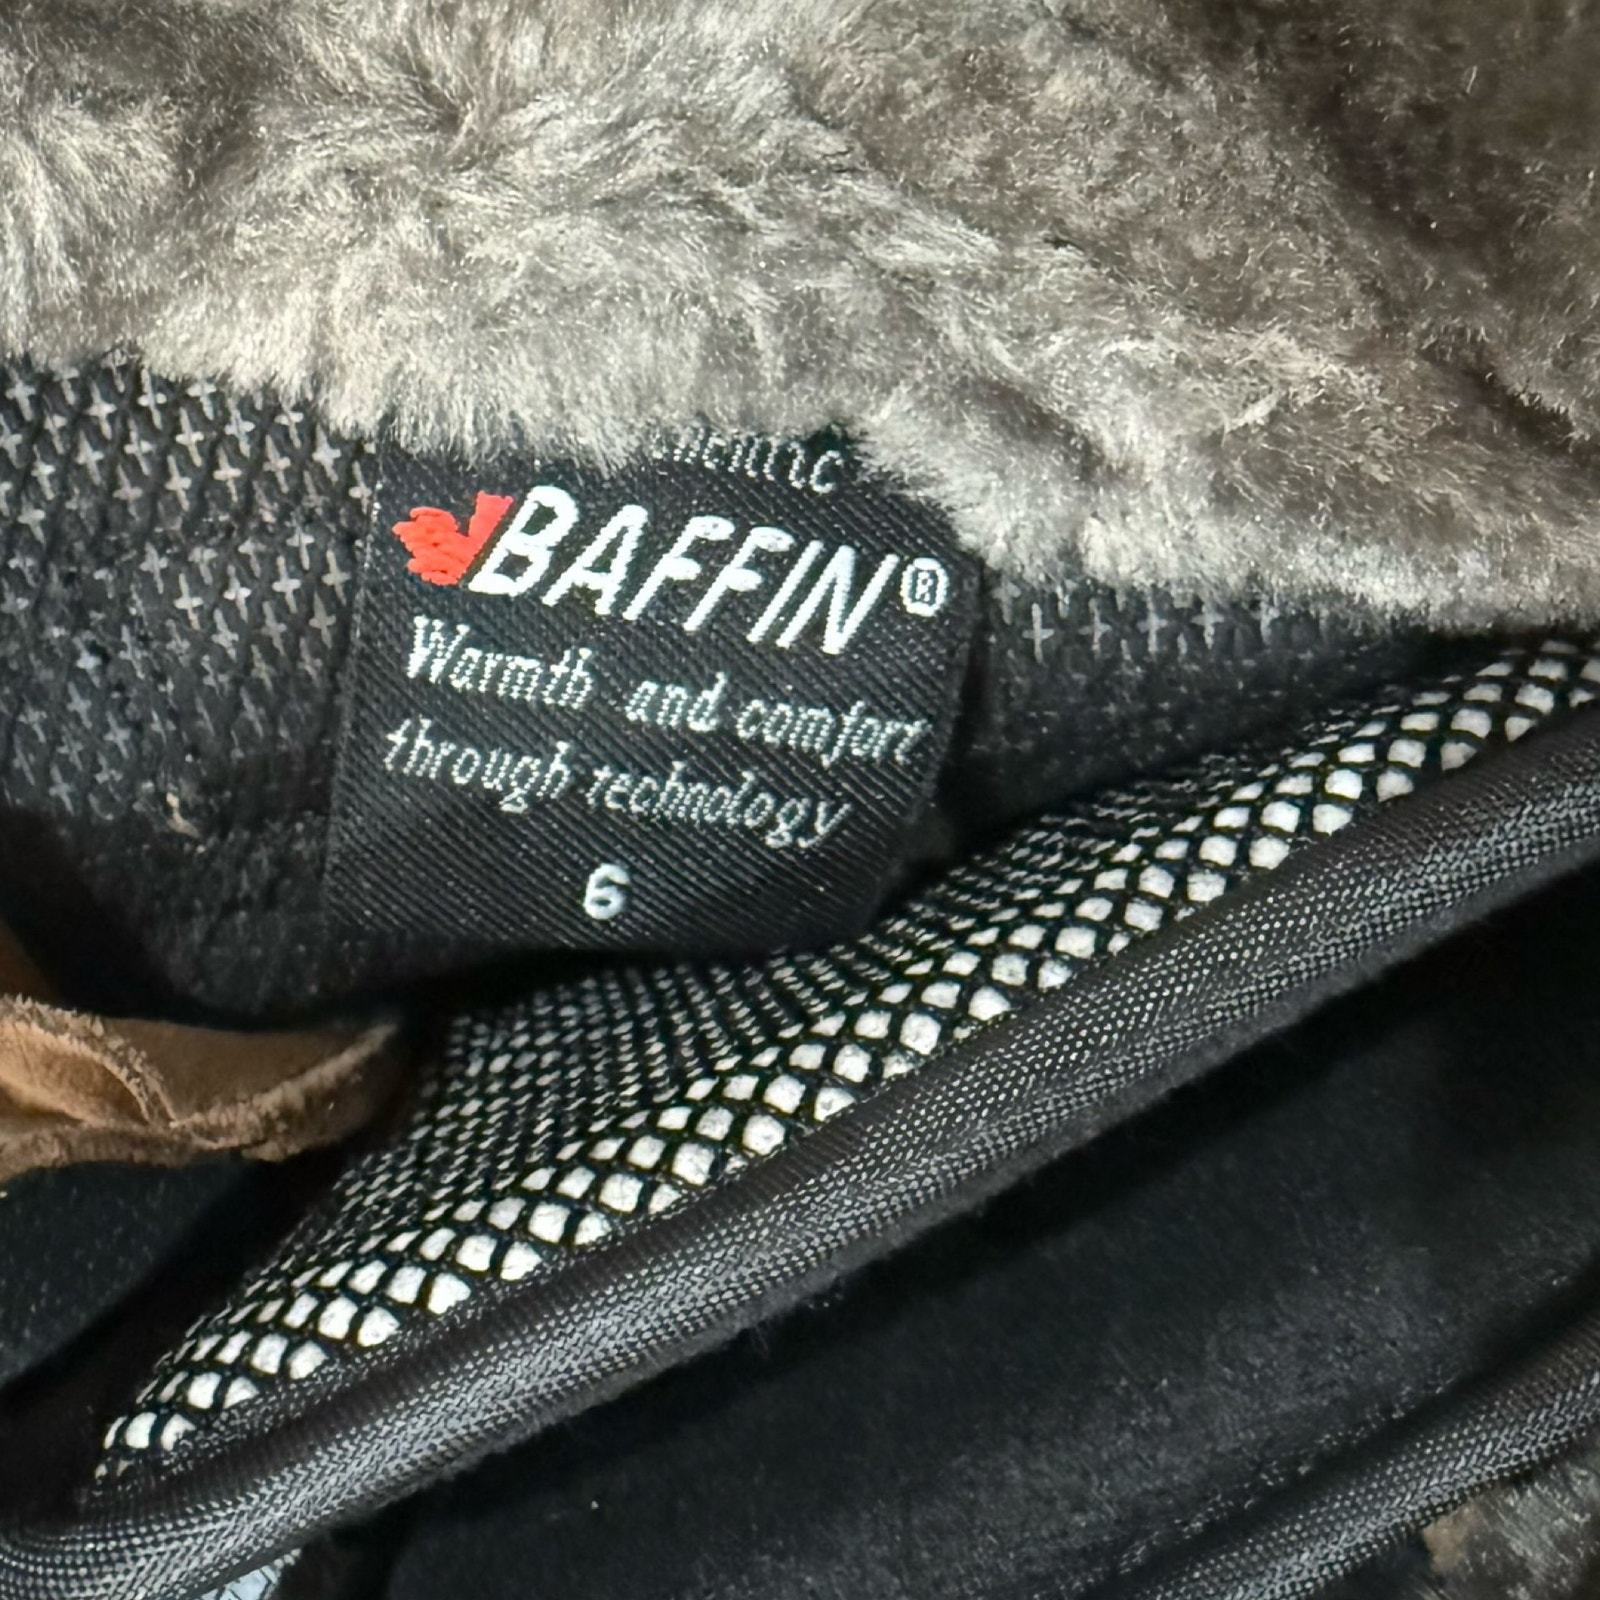 BAFFIN®
Warmth and comfort
through technology
6